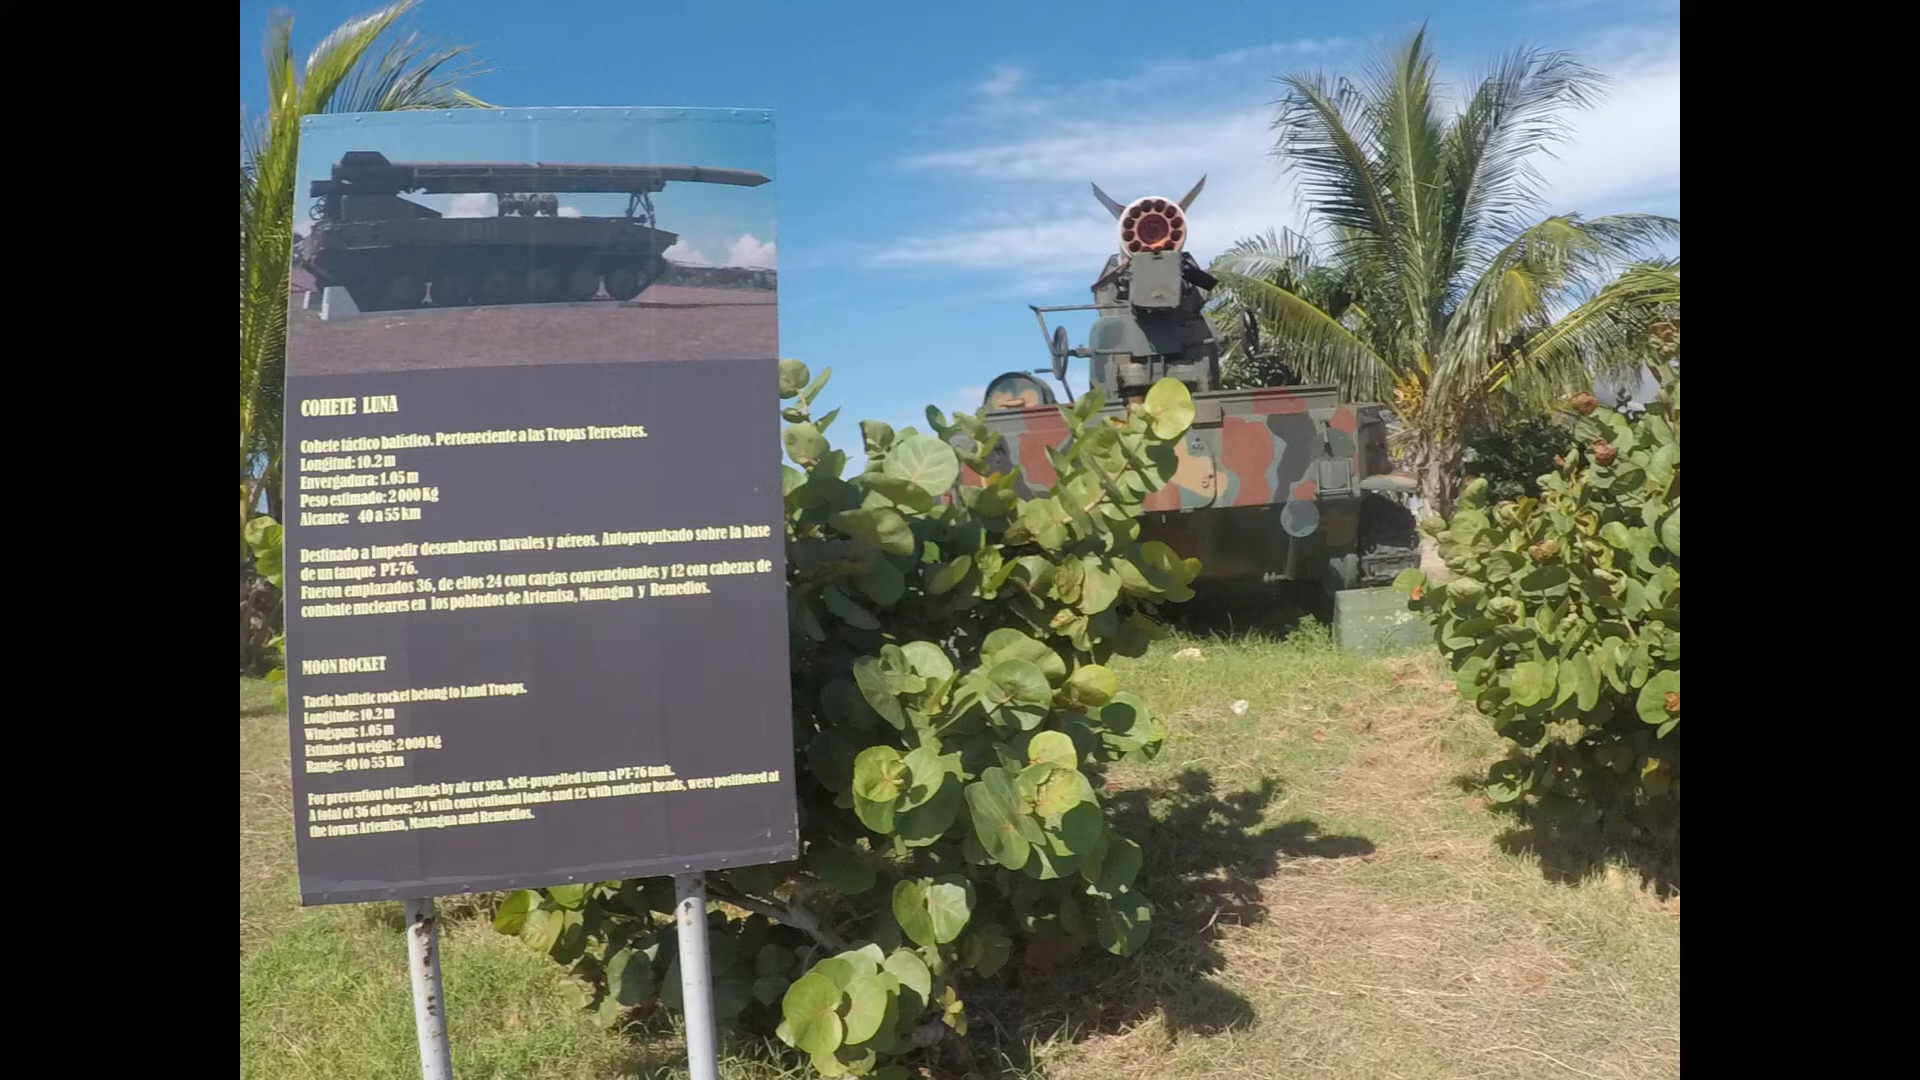 COHETE LUNA
Cohete táctico balístico. Perteneciente a las Tropas Terrestres.
Longitud: 10.2 m
Envergadura: 1.05 m
Peso estimado: 2 000 Kg
Alcance: 40 a 55 km
Destinado a impedir desembarcos navales y aéreos. Autopropulsado sobre la base
de un tanque PT-76.
Fueron emplazados 36, de ellos 24 con cargas convencionales y 12 con cabezas de
combate nucleares en los poblados de Artemisa, Managua y Remedios.
MOON ROCKET
Tactic ballistic rocket belong to Land Troops.
Longitude: 10.2 m
Wingspan: 1.05 m
Estimated weight: 2 000 Kg
Range: 40 to 55 Km
For prevention of landings by air or sea. Self-propelled from a PT-76 tank.
A total of 36 of these; 24 with conventional loads and 12 with nuclear heads, were positioned at
the towns Artemisa, Managua and Remedios.